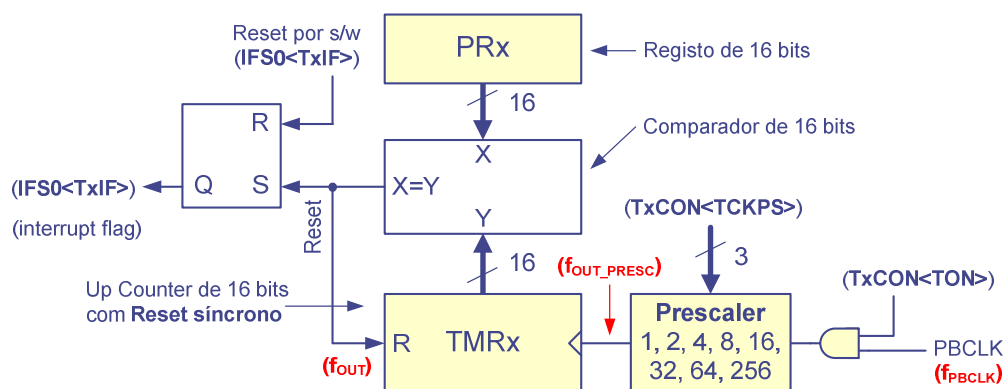 Reset por s/w
(IFS0<TxIF>)
PRx
Registo de 16 bits
16
R
Q
S
(IFS0<TxIF>)
(interrupt flag)
X
X=Y
Y
Comparador de 16 bits
Reset
(TxCON<TCKPS>)
3
16
(fOUT_PRESC)
(TxCON<TON>)
Up Counter de 16 bits
com Reset síncrono
R
TMRx
(fOUT)
Prescaler
1, 2, 4, 8, 16,
32, 64, 256
PBCLK
(fPBCLK)